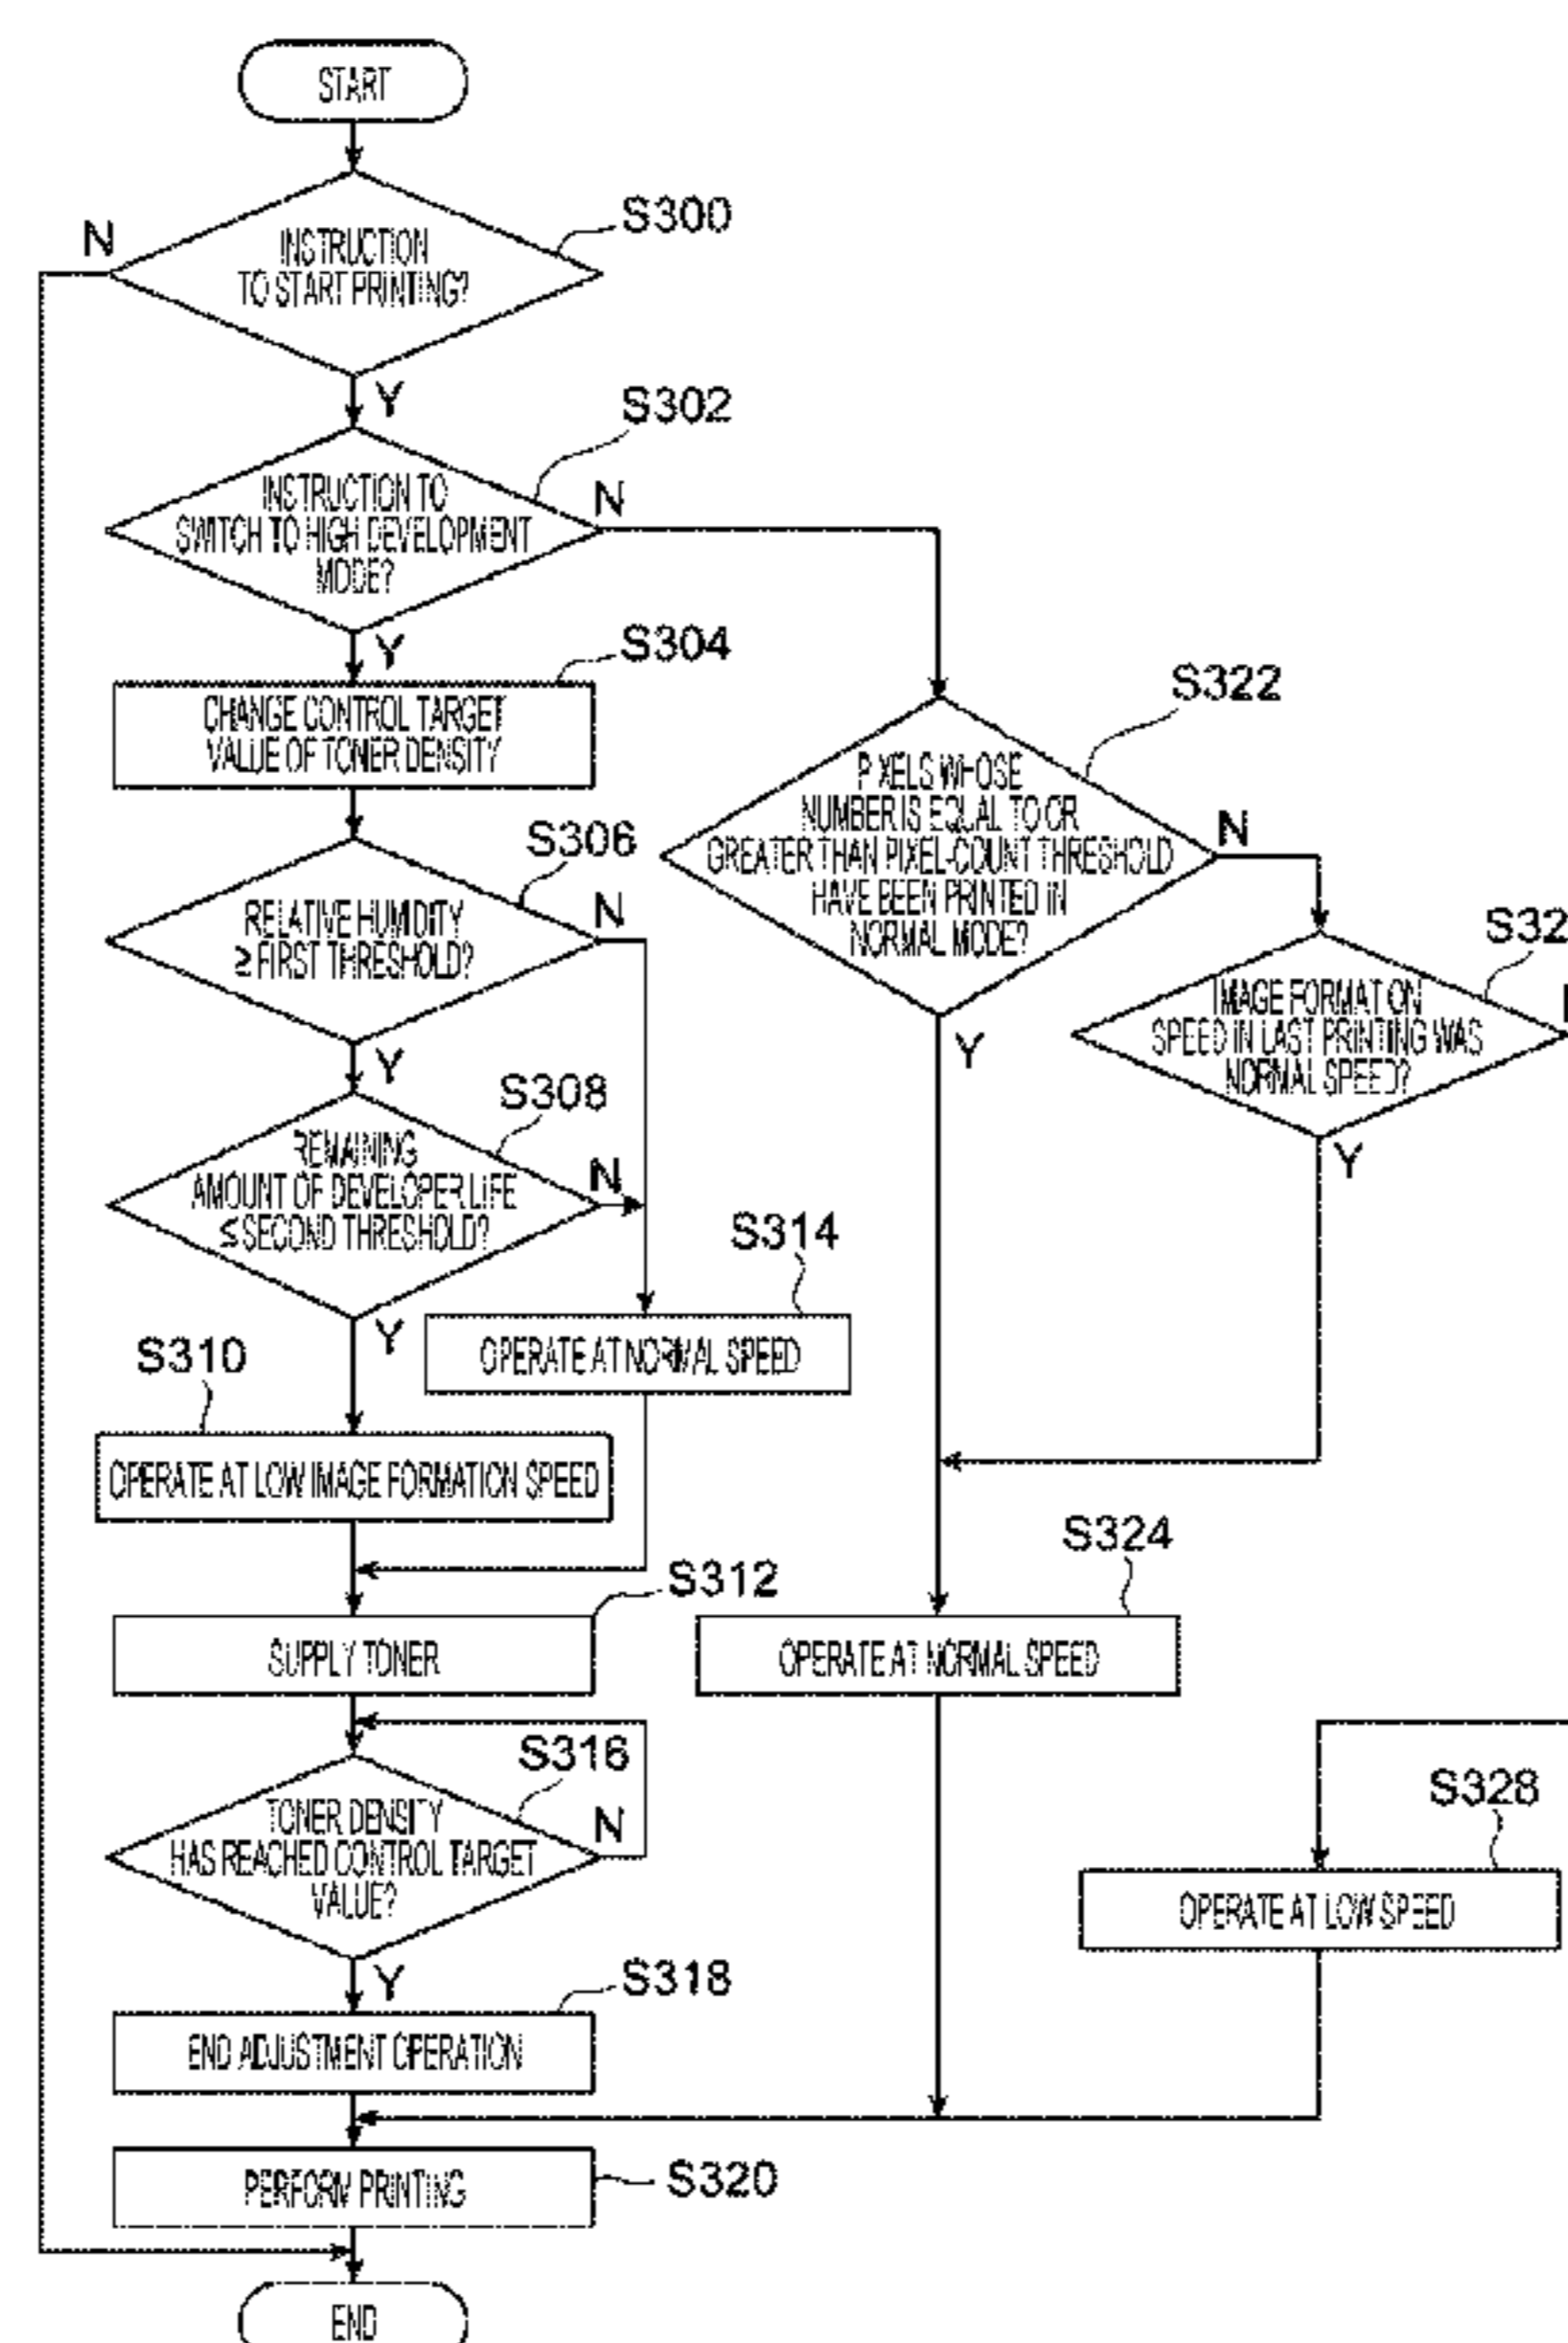 START
N
S300
INSTRUCTION
TO START PRINTING?
Y
S302
INSTRUCTION TO
SWITCH TO HIGH DEVELOPMENT
MODE?
N
Y
S304
CHANGE CONTROL TARGET
VALUE OF TONER DENSITY
S322
PIXELS WHOSE
NUMBER IS EQUAL TO OR
GREATER THAN PIXEL-COUNT THRESHOLD
HAVE BEEN PRINTED IN
NORMAL MODE?
N
Y
S306
RELATIVE HUMIDITY
≥ FIRST THRESHOLD?
N
Y
S32
IMAGE FORMATION
SPEED IN LAST PRINTING WAS
NORMAL SPEED?
Y
S308
REMAINING
AMOUNT OF DEVELOPER LIFE
≤ SECOND THRESHOLD?
N
Y
S314
OPERATE AT NORMAL SPEED
S310
OPERATE AT LOW IMAGE FORMATION SPEED
S312
SUPPLY TONER
S324
OPERATE AT NORMAL SPEED
S316
TONER DENSITY
HAS REACHED CONTROL TARGET
VALUE?
N
Y
S328
OPERATE AT LOW SPEED
S318
END ADJUSTMENT OPERATION
PERFORM PRINTING
S320
END